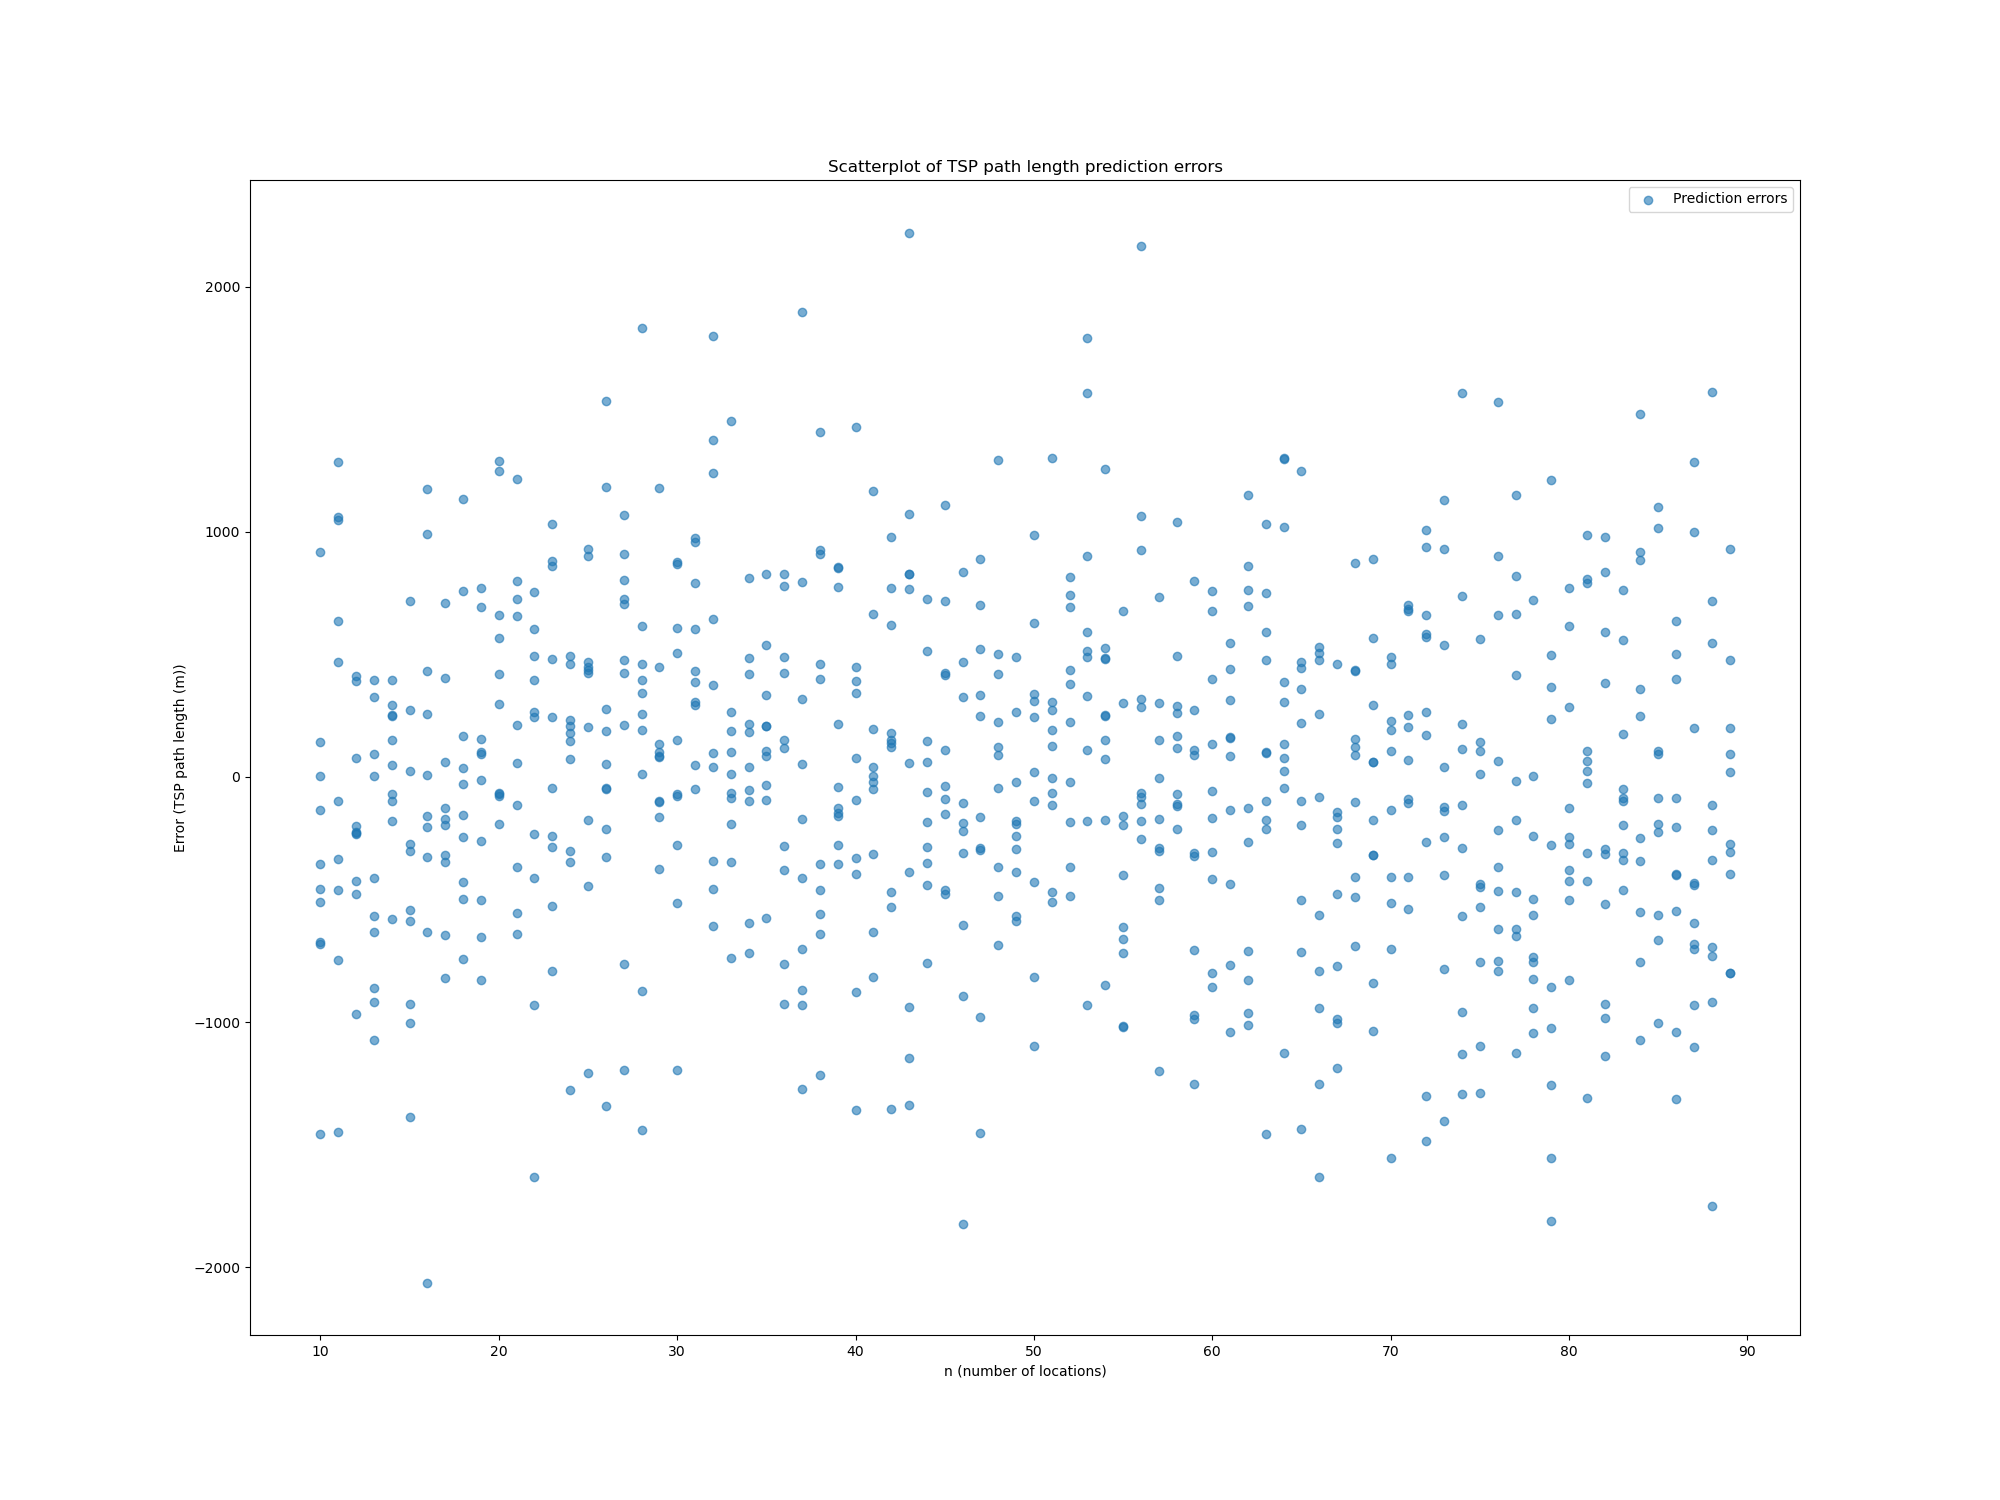 Scatterplot of TSP path length prediction errors
Prediction errors
2000
1000
0
−1000
−2000
Error (TSP path length (m))
10 20 30 40 50 60 70 80 90
n (number of locations)